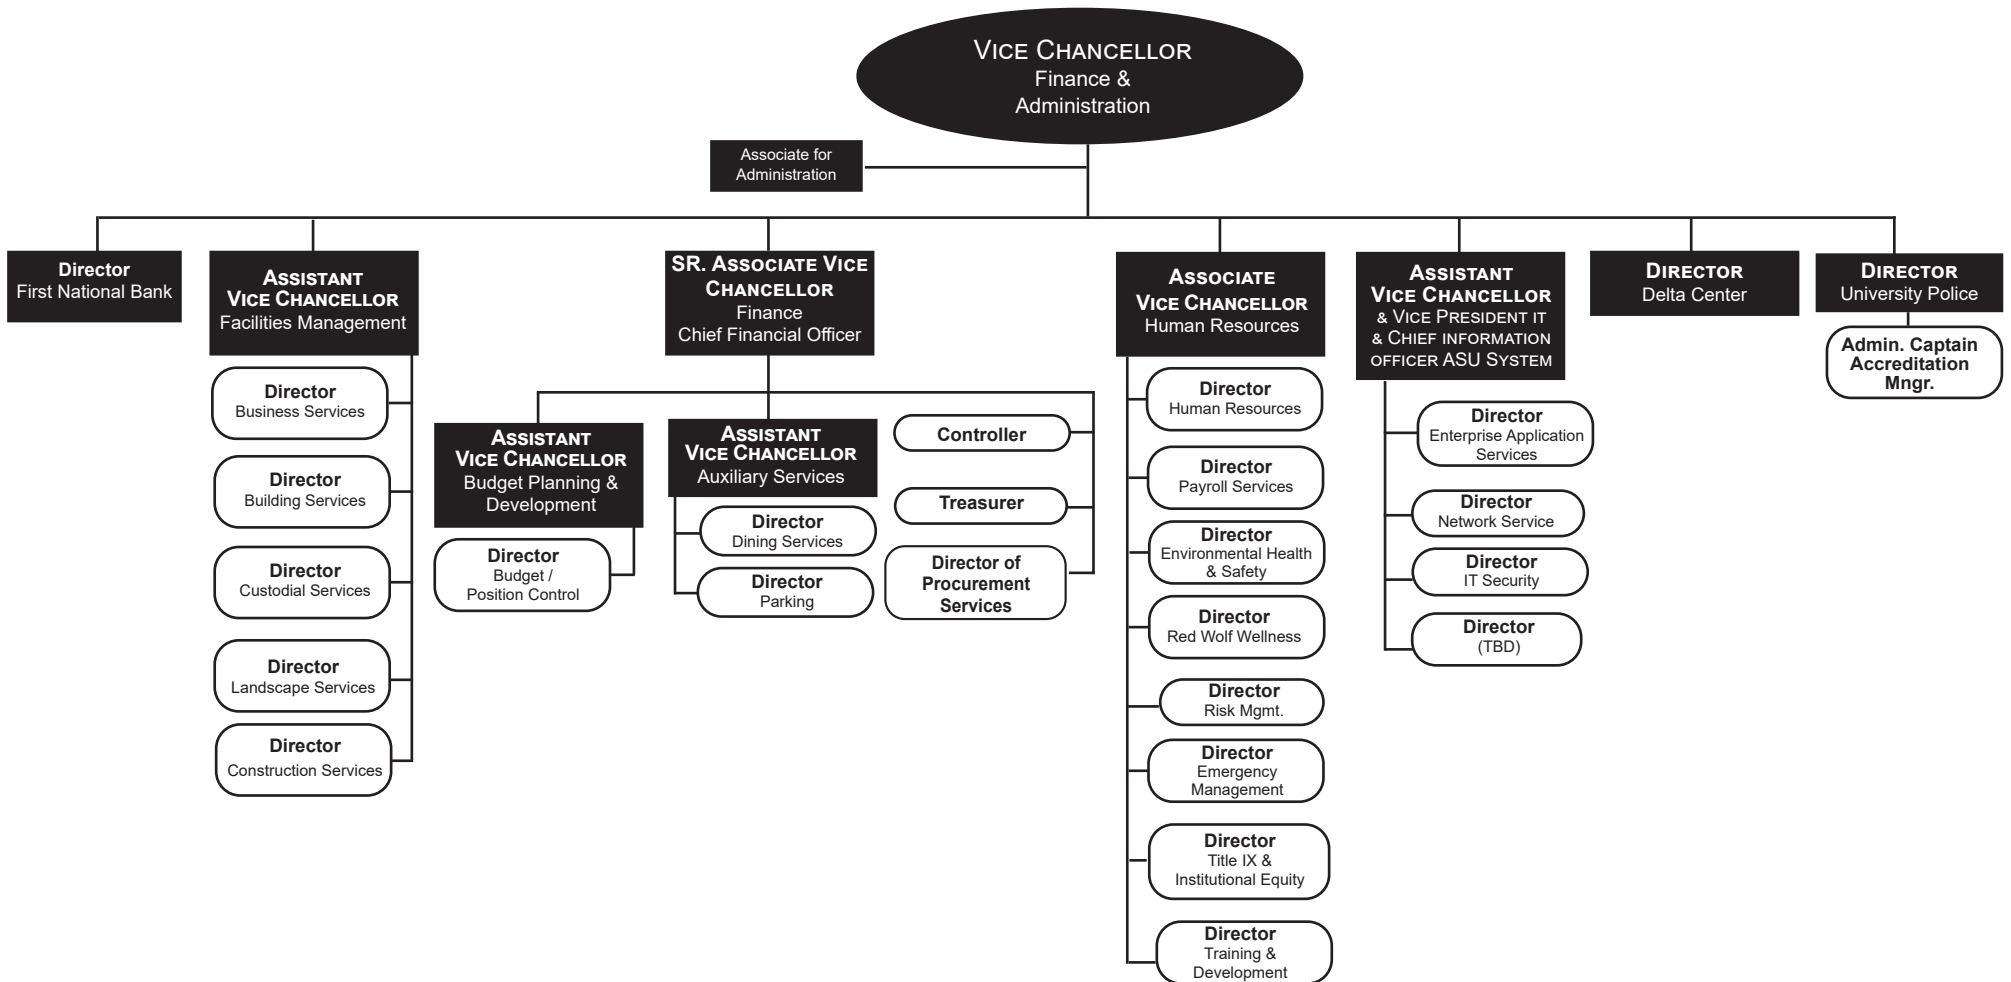 VICE CHANCELLOR
Finance &
Administration
Associate for
Administration
Director
First National Bank
ASSISTANT
VICE CHANCELLOR
Facilities Management
Director
Business Services
Director
Building Services
Director
Custodial Services
Director
Landscape Services
Director
Construction Services
SR. ASSOCIATE VICE
CHANCELLOR
Finance
Chief Financial Officer
ASSISTANT
VICE CHANCELLOR
Budget Planning &
Development
Director
Budget /
Position Control
ASSISTANT
VICE CHANCELLOR
Auxiliary Services
Director
Dining Services
Director
Parking
Controller
Treasurer
Director of
Procurement
Services
ASSOCIATE
VICE CHANCELLOR
Human Resources
Director
Human Resources
Director
Payroll Services
Director
Environmental Health
& Safety
Director
Red Wolf Wellness
Director
Risk Mgmt.
Director
Emergency
Management
Director
Title IX &
Institutional Equity
Director
Training &
Development
ASSISTANT
VICE CHANCELLOR
& VICE PRESIDENT IT
& CHIEF INFORMATION
OFFICER ASU SYSTEM
Director
Enterprise Application
Services
Director
Network Service
Director
IT Security
Director
(TBD)
DIRECTOR
Delta Center
DIRECTOR
University Police
Admin. Captain
Accreditation
Mngr.